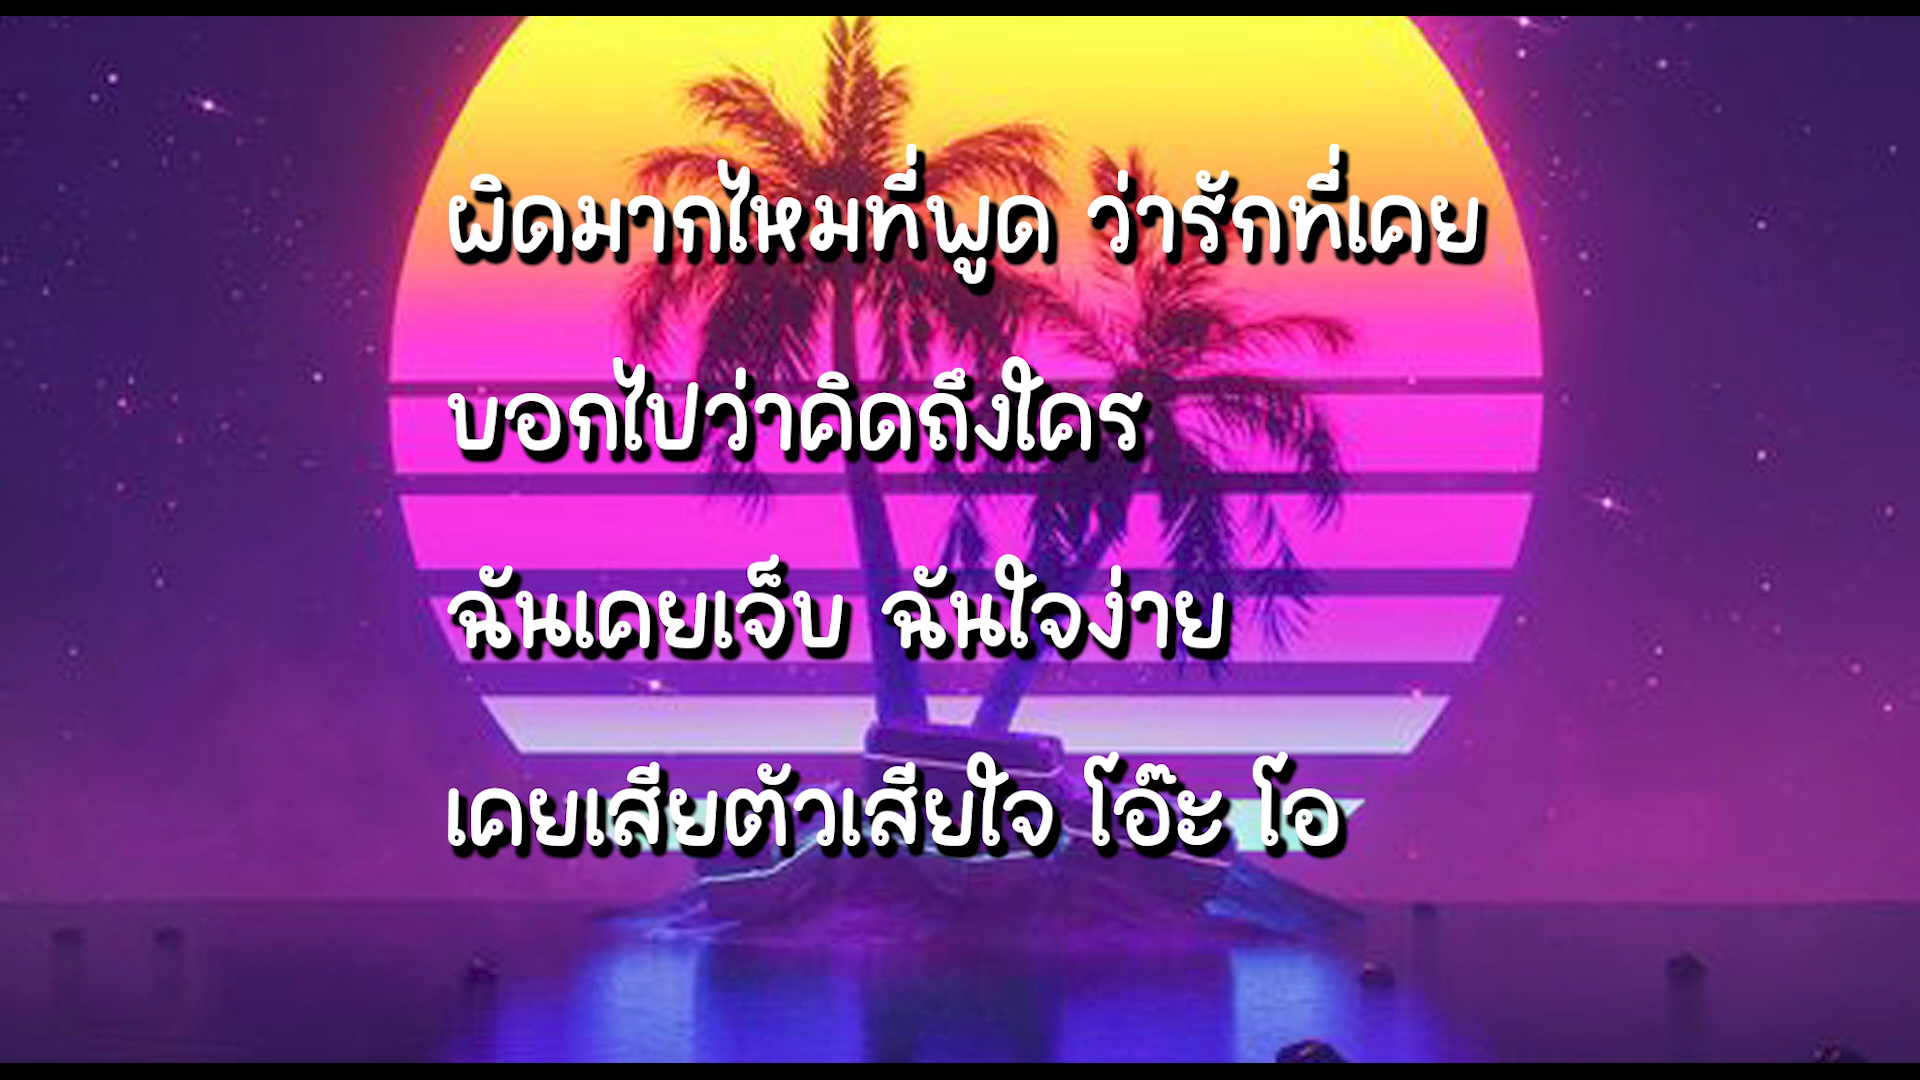 ผิดมากไหมที่พูด ว่ารักที่เคย
บอกไปว่าคิดถึงใคร
ฉันเคยเจ็บ ฉันใจง่าย
เคยเสียตัวเสียใจ โอ๊ะ โอ